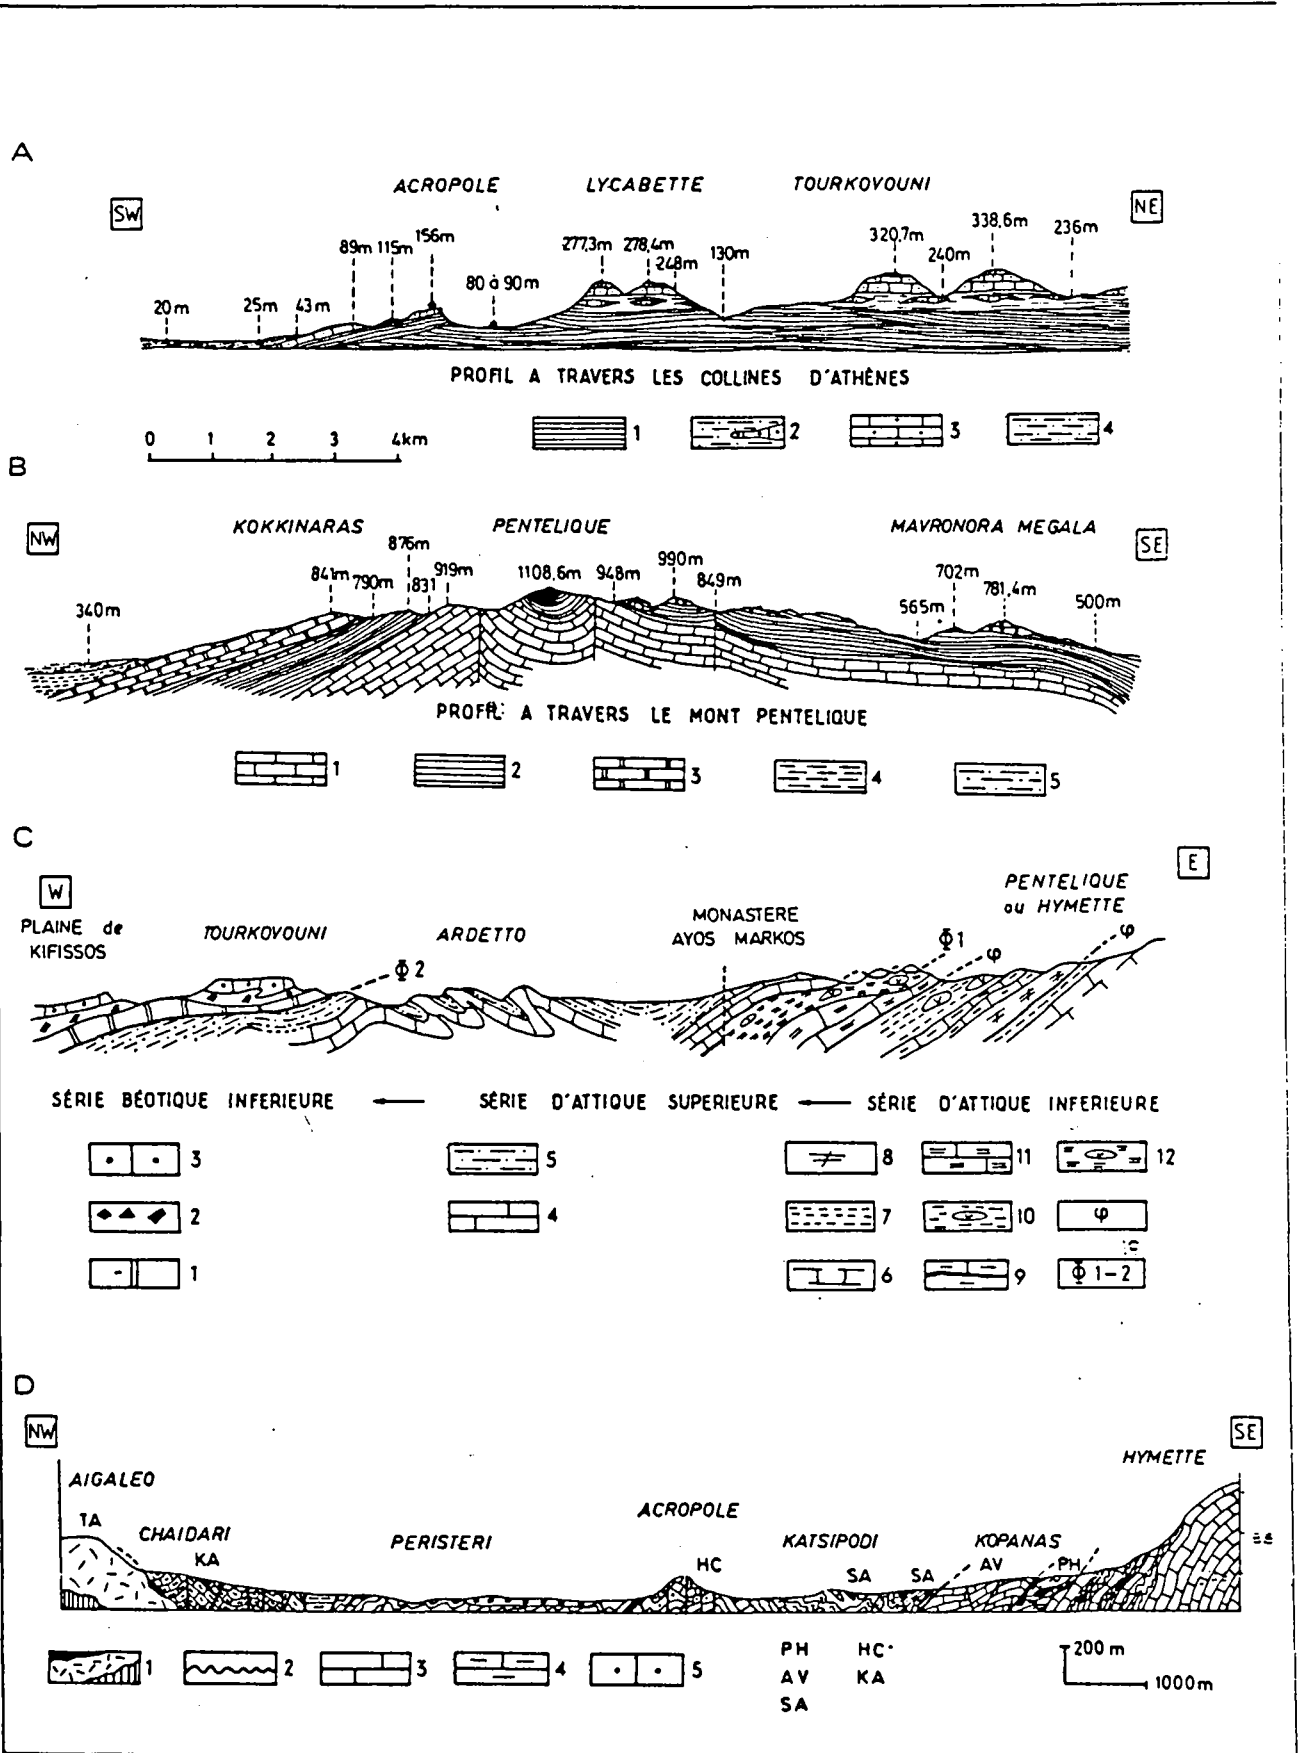 A
ACROPOLE LYCABETTE TOURKOVOUNI
SW NE
89m 115m 156m 277,3m 278,4m 248m 130m 320,7m 240m 338,6m 236m
20m 25m 43m 80 à 90m
PROFIL A TRAVERS LES COLLINES D'ATHÈNES
1 2 3 4
0 1 2 3 4km
B
KOKKINARAS PENTELIQUE MAVRONORA MEGALA
NW SE
340m 841m 790m 876m 831 919m 1108,6m 948m 990m 849m 565m 702m 781,4m 500m
PROFIL A TRAVERS LE MONT PENTELIQUE
1 2 3 4 5
C
W E
PLAINE de
KIFISSOS
TOURKOVOUNI ARDETTO
MONASTERE
AYOS MARKOS
PENTELIQUE
ou HYMETTE
Φ 2 Φ 1 φ φ
SÉRIE BÉOTIQUE INFERIEURE SÉRIE D'ATTIQUE SUPERIEURE SÉRIE D'ATTIQUE INFERIEURE
3 5 8 11 12
2 4 7 10 φ
1 6 9 Φ 1-2
D
NW SE
AIGALEO HYMETTE
TA CHAIDARI KA PERISTERI ACROPOLE HC KATSIPODI SA SA KOPANAS AV PH
1 2 3 4 5
PH HC
AV KA
SA
200 m
1000m